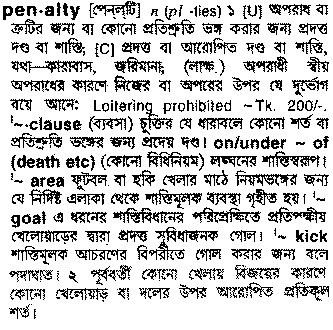 pen·alty [পেনল্‌টি] n (pl -ties) ১ [U] অপরাধ বা
ত্রুটির জন্য বা কোনো প্রতিশ্রুতি ভঙ্গ করার জন্য প্রদত্ত
দণ্ড বা শাস্তি, [C] প্রদত্ত বা আরোপিত দণ্ড বা শাস্তি,
যথা–কারাবাস, জরিমানা; (লাক্ষ.) অপরাধী স্বীয়
অপরাধের কারণে নিজের বা অপরের উপর যে দুর্ভোগ
বয়ে আনে: Loitering prohibited ~Tk. 200/-.
'~-clause (ব্যবসা) চুক্তির যে ধারাবলে কোনো শর্ত বা
প্রতিশ্রুতি ভঙ্গের জন্য প্রদেয় দণ্ড। on/under ~ of
(death etc) (কোনো বিধিনিয়ম) লঙ্ঘনের শাস্তিস্বরূপ।
'~ area ফুটবল বা হকি খেলার মাঠে নিয়মভঙ্গের জন্য
যে নির্দিষ্ট এলাকা থেকে শাস্তিমূলক ব্যবস্থা গৃহীত হয়। '~
goal এ ধরনের শাস্তিবিধানের পরিপ্রেক্ষিতে প্রতিপক্ষীয়
খেলোয়াড়ের দ্বারা প্রদত্ত সুবিধাজনক গোল। '~ kick
শাস্তিমূলক আচরণের বিপরীতে গোল করার জন্য বলে
পদাঘাত। ২ পূর্ববর্তী কোনো খেলায় বিজয়ের কারণে
কোনো খেলোয়াড় বা দলের উপর আরোপিত প্রতিকূল
শর্ত।